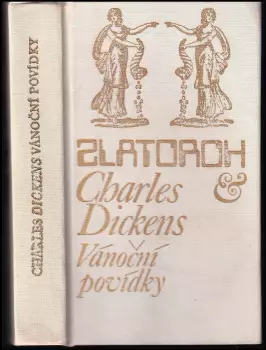 CHARLES DICKENS VÁNOČNÍ POVÍDKY
ZLATOROH
Charles
&
Dickens
Vánoční
povídky